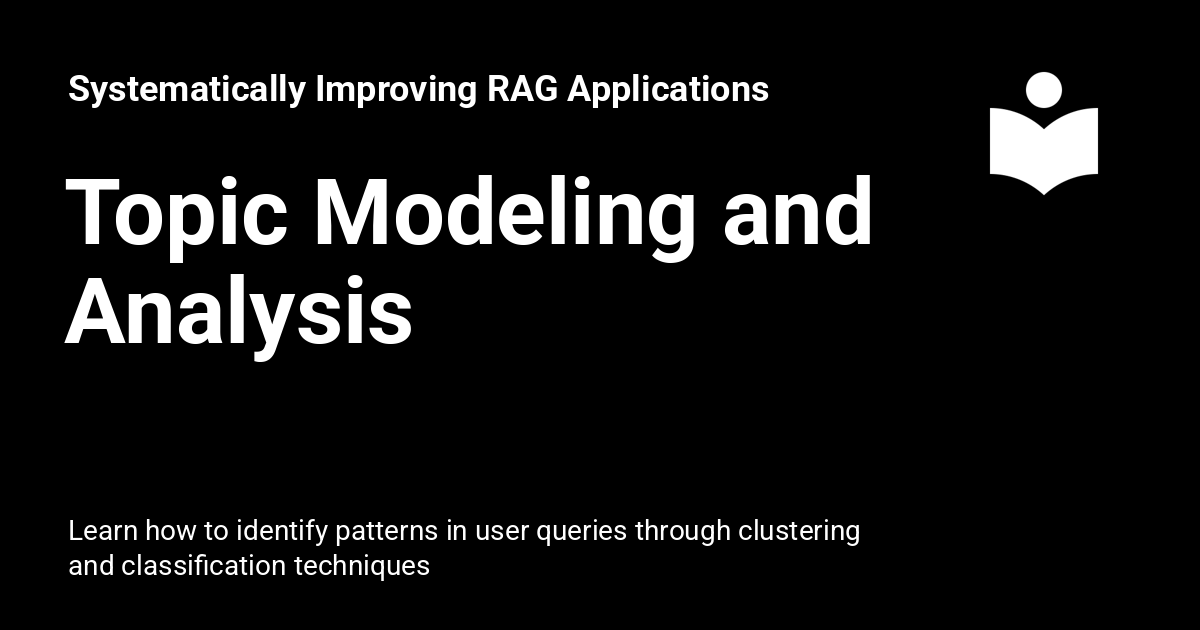 Systematically Improving RAG Applications
Topic Modeling and
Analysis
Learn how to identify patterns in user queries through clustering
and classification techniques